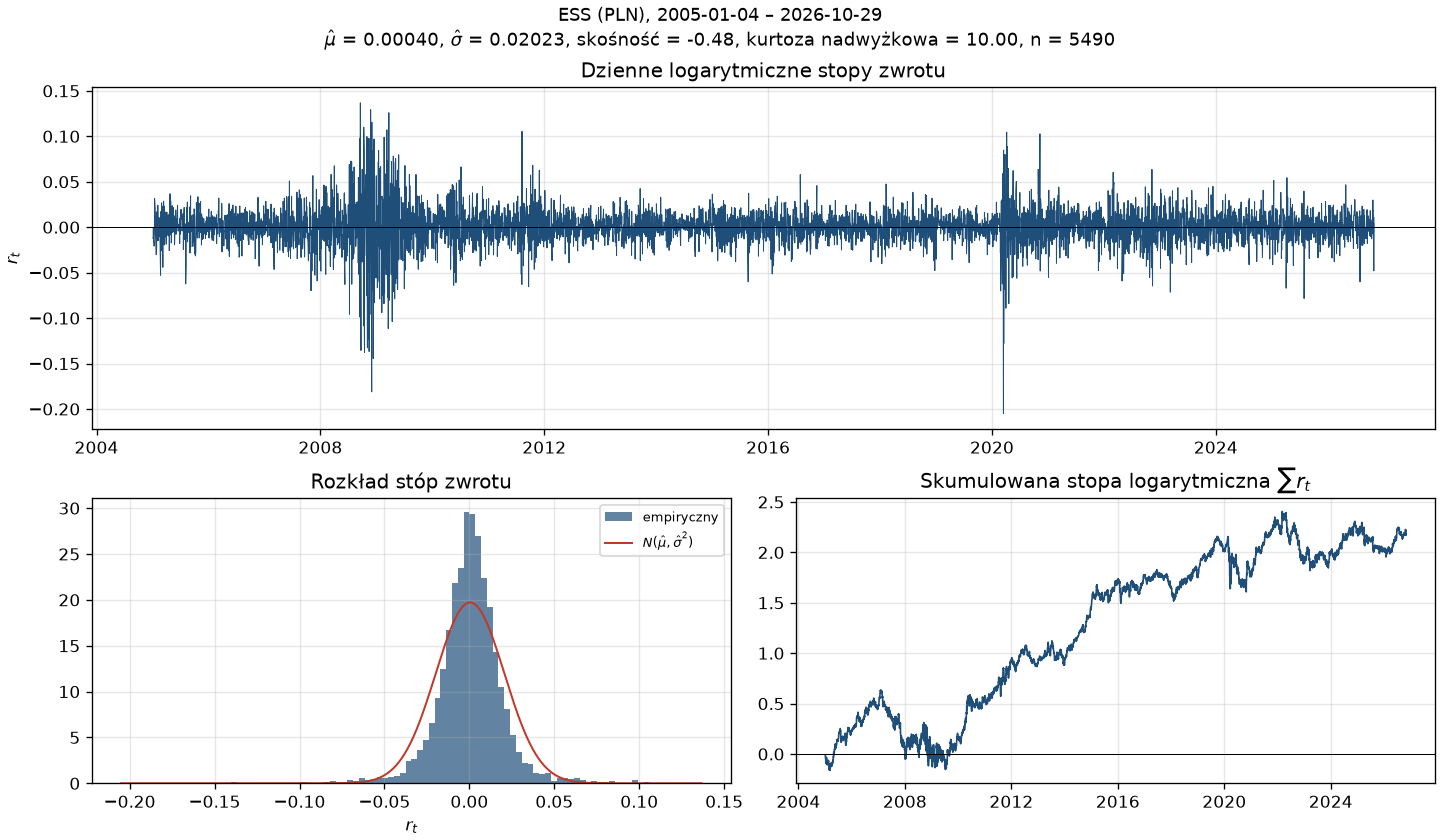 ESS (PLN), 2005-01-04 – 2026-10-29
μ̂ = 0.00040, σ̂ = 0.02023, skośność = -0.48, kurtoza nadwyżkowa = 10.00, n = 5490
Dzienne logarytmiczne stopy zwrotu
0.15
0.10
0.05
0.00
−0.05
−0.10
−0.15
−0.20
r_t
2004 2008 2012 2016 2020 2024
Rozkład stóp zwrotu
30
25
20
15
10
5
0
empiryczny
N(μ̂, σ̂²)
−0.20 −0.15 −0.10 −0.05 0.00 0.05 0.10 0.15
r_t
Skumulowana stopa logarytmiczna ∑r_t
2.5
2.0
1.5
1.0
0.5
0.0
2004 2008 2012 2016 2020 2024